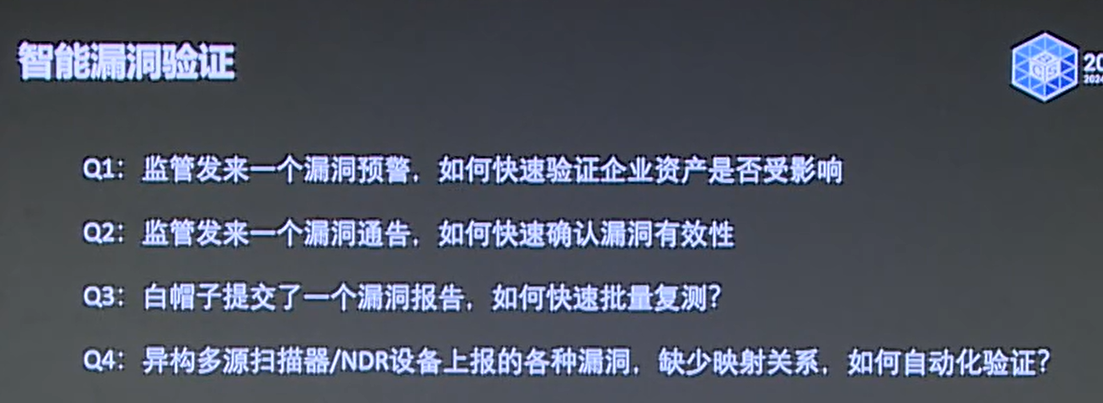 智能漏洞验证
20
2024
Q1：监管发来一个漏洞预警，如何快速验证企业资产是否受影响
Q2：监管发来一个漏洞通告，如何快速确认漏洞有效性
Q3：白帽子提交了一个漏洞报告，如何快速批量复测？
Q4：异构多源扫描器/NDR设备上报的各种漏洞，缺少映射关系，如何自动化验证？